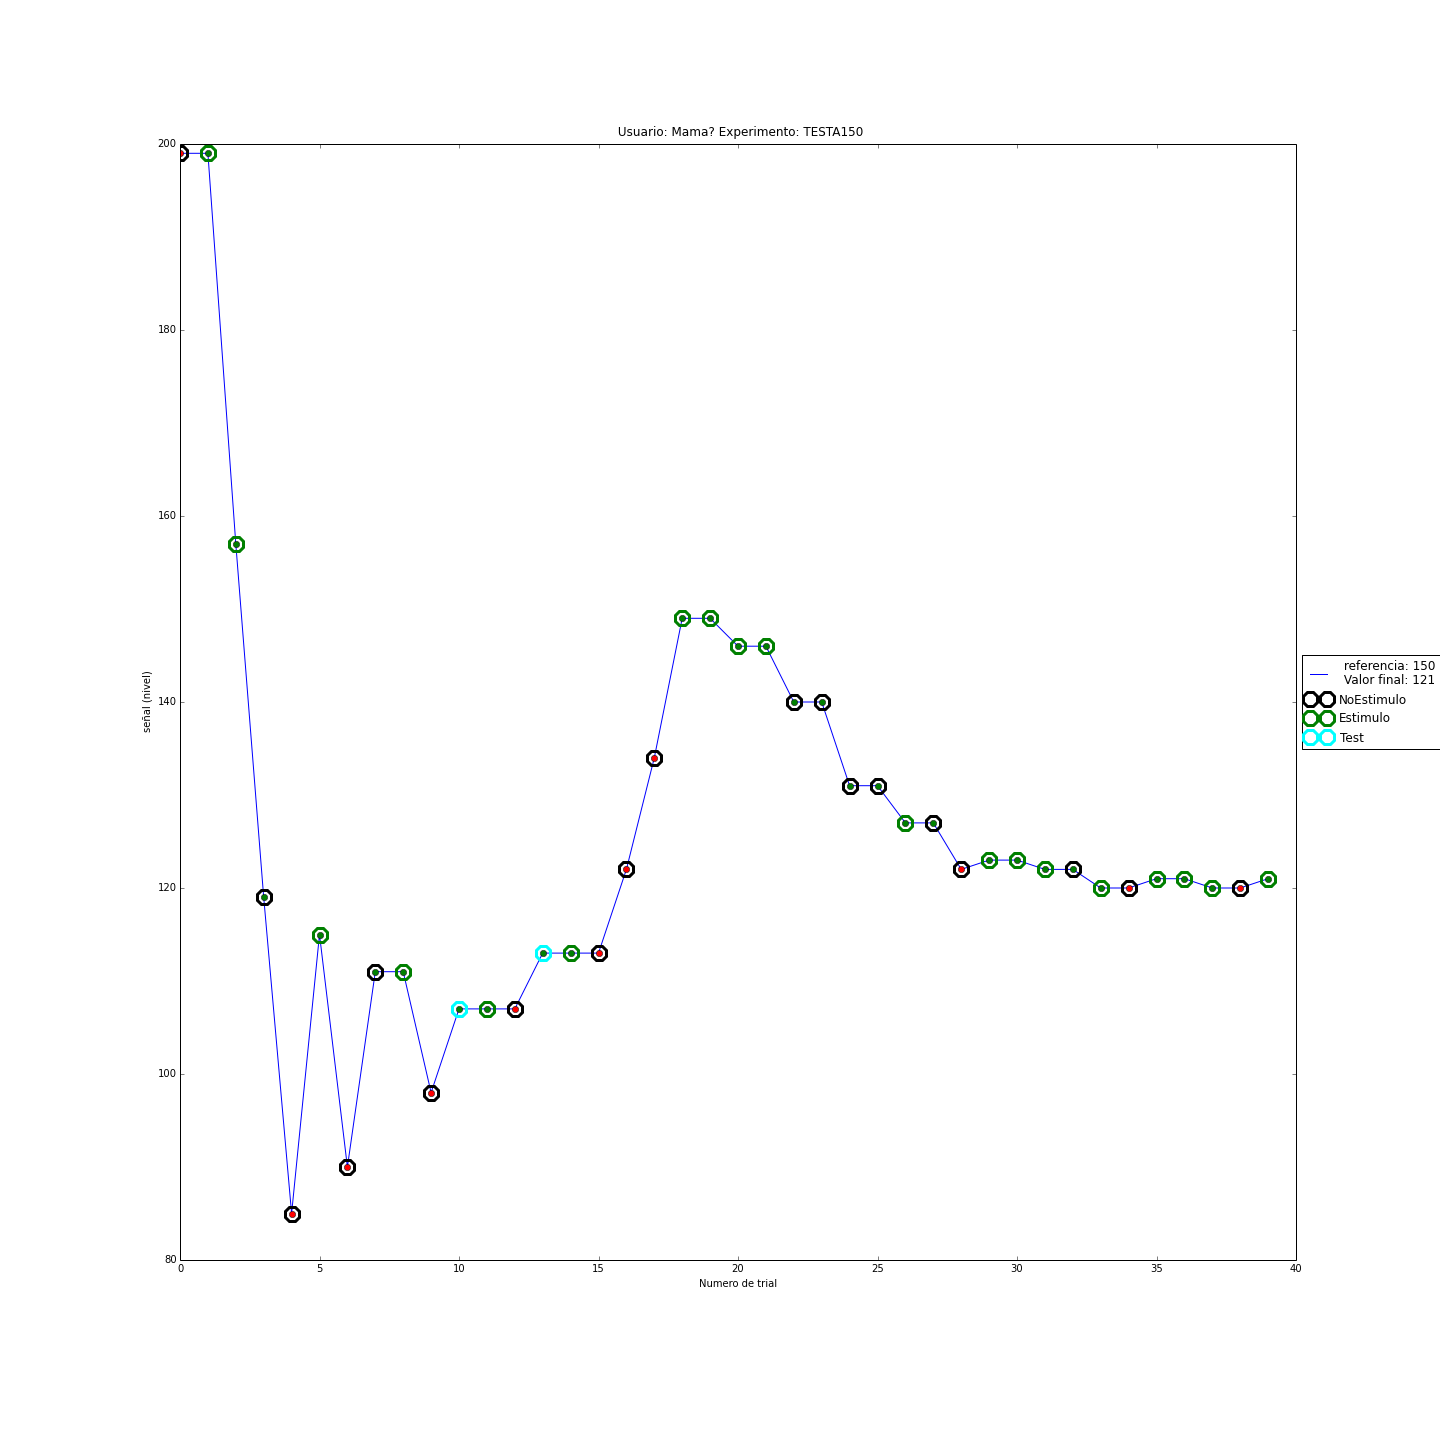 Usuario: Mama? Experimento: TESTA150
200
180
160
140
120
100
80
señal (nivel)
0 5 10 15 20 25 30 35 40
Numero de trial
referencia: 150
Valor final: 121
NoEstimulo
Estimulo
Test